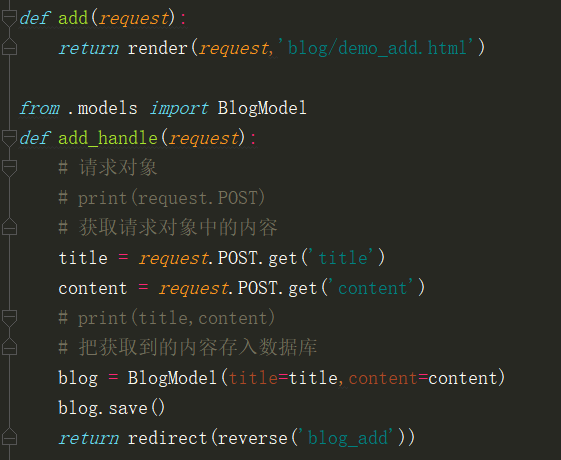 def add(request):
    return render(request,'blog/demo_add.html')

from .models import BlogModel
def add_handle(request):
    # 请求对象
    # print(request.POST)
    # 获取请求对象中的内容
    title = request.POST.get('title')
    content = request.POST.get('content')
    # print(title,content)
    # 把获取到的内容存入数据库
    blog = BlogModel(title=title,content=content)
    blog.save()
    return redirect(reverse('blog_add'))